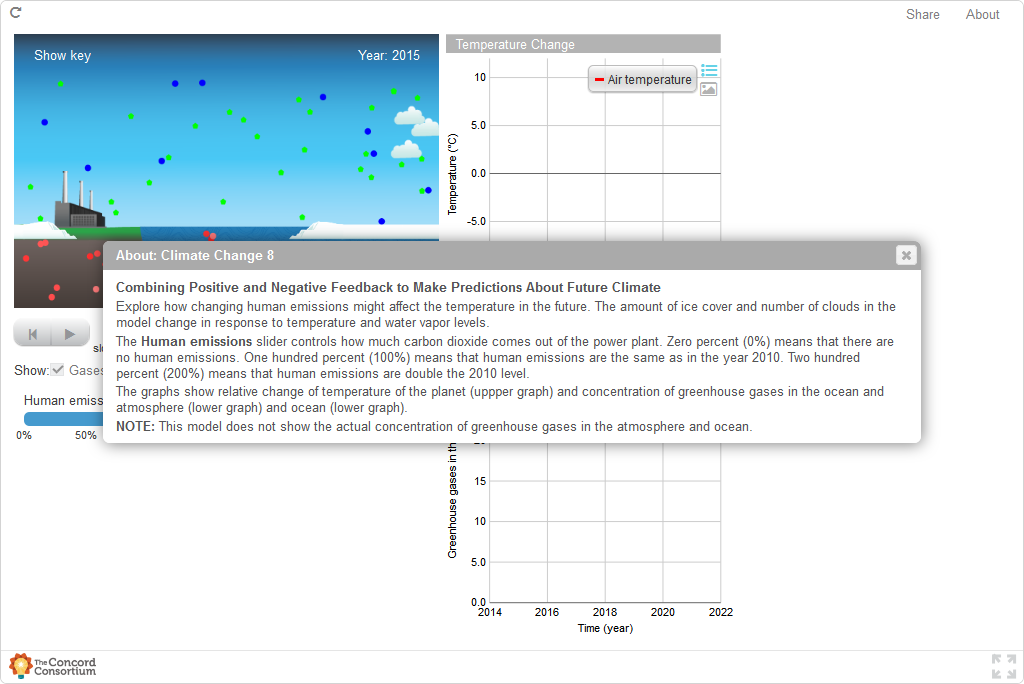 Share About
Show key Year: 2015
Temperature Change
Air temperature
10
5.0
0.0
-5.0
Temperature (°C)
About: Climate Change 8
Combining Positive and Negative Feedback to Make Predictions About Future Climate
Explore how changing human emissions might affect the temperature in the future. The amount of ice cover and number of clouds in the
model change in response to temperature and water vapor levels.
The Human emissions slider controls how much carbon dioxide comes out of the power plant. Zero percent (0%) means that there are
no human emissions. One hundred percent (100%) means that human emissions are the same as in the year 2010. Two hundred
percent (200%) means that human emissions are double the 2010 level.
The graphs show relative change of temperature of the planet (uppper graph) and concentration of greenhouse gases in the ocean and
atmosphere (lower graph) and ocean (lower graph).
NOTE: This model does not show the actual concentration of greenhouse gases in the atmosphere and ocean.
Show: Gases
Human emiss
0% 50%
15
10
5.0
0.0
Greenhouse gases in th
2014 2016 2018 2020 2022
Time (year)
The Concord
Consortium